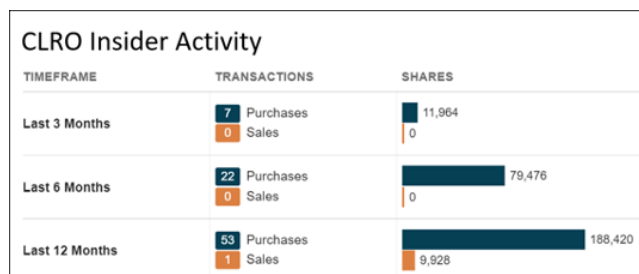 CLRO Insider Activity
TIMEFRAME TRANSACTIONS SHARES
Last 3 Months
7 Purchases 11,964
0 Sales 0
Last 6 Months
22 Purchases 79,476
0 Sales 0
Last 12 Months
53 Purchases 188,420
1 Sales 9,928